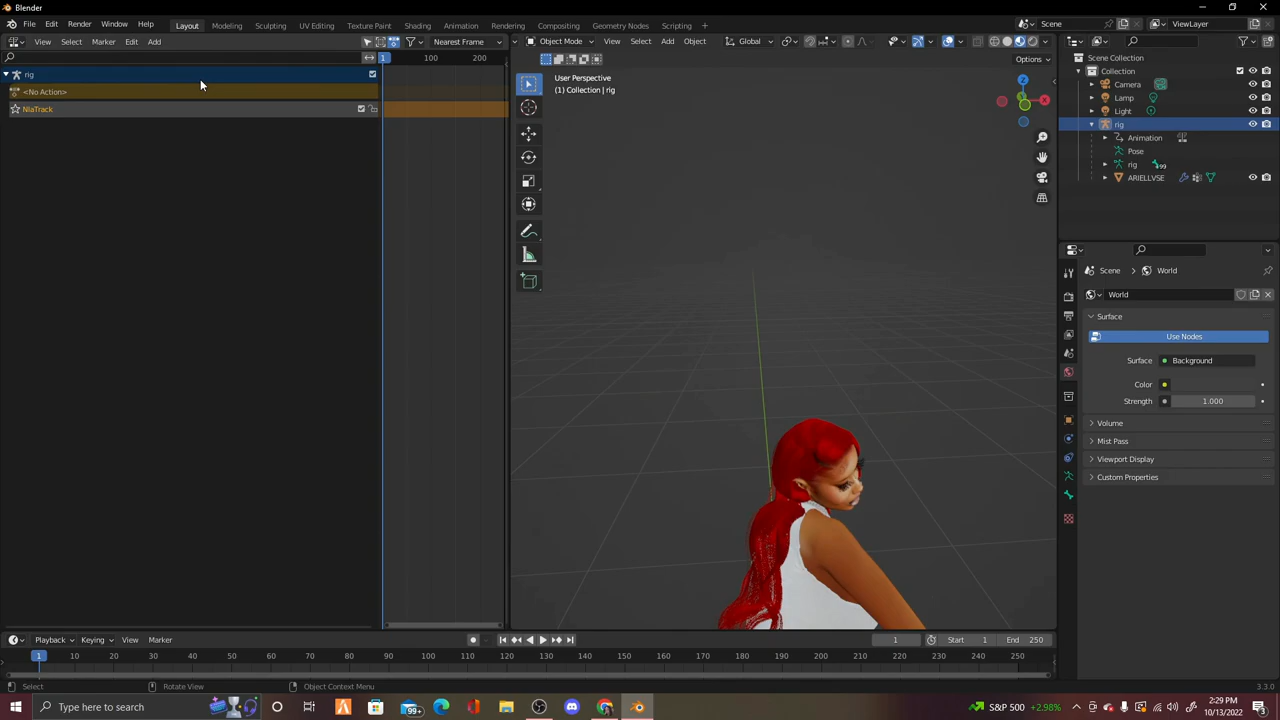 Blender
File Edit Render Window Help Layout Modeling Sculpting UV Editing Texture Paint Shading Animation Rendering Compositing Geometry Nodes Scripting + Scene ViewLayer
View Select Marker Edit Add Nearest Frame Object Mode View Select Add Object Global
1 100 200 Options
rig
<No Action>
NlaTrack
User Perspective
(1) Collection | rig
Scene Collection
Collection
Camera
Lamp
Light
rig
Animation
Pose
rig 99
ARIELLVSE
Scene World
World
Surface
Use Nodes
Surface Background
Color
Strength 1.000
Volume
Mist Pass
Viewport Display
Custom Properties
Playback Keying View Marker 1 Start 1 End 250
1 10 20 30 40 50 60 70 80 90 100 110 120 130 140 150 160 170 180 190 200 210 220 230 240 250
Select Rotate View Object Context Menu 3.3.0
Type here to search 99+ S&P 500 +2.98% 2:29 PM
10/13/2022